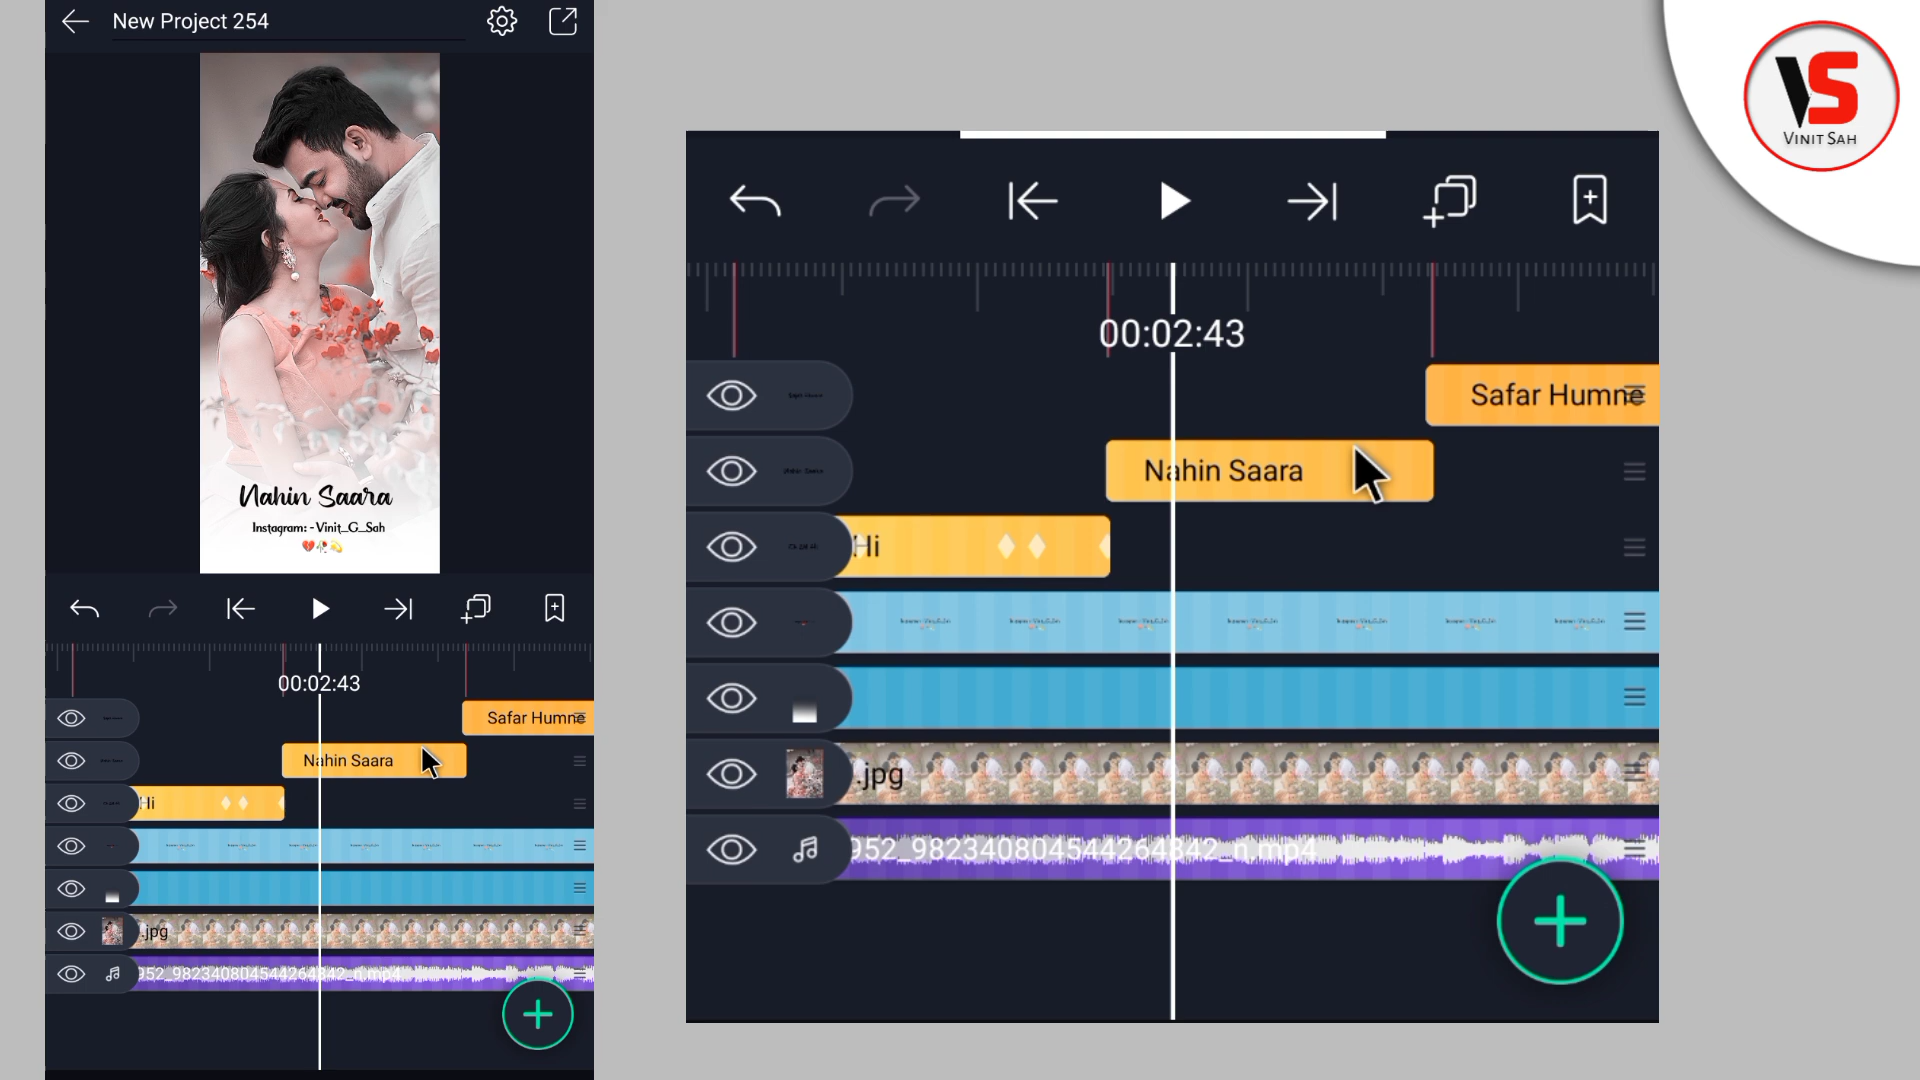 New Project 254
VS
VINIT SAH
Nahin Saara
Instagram: - Vinit_G_Sah
00:02:43
Safar Humne
Nahin Saara
Hi
.jpg
952_982340804544264842_n.mp4
00:02:43
Safar Humne
Nahin Saara
Hi
.jpg
952_982340804544264842_n.mp4